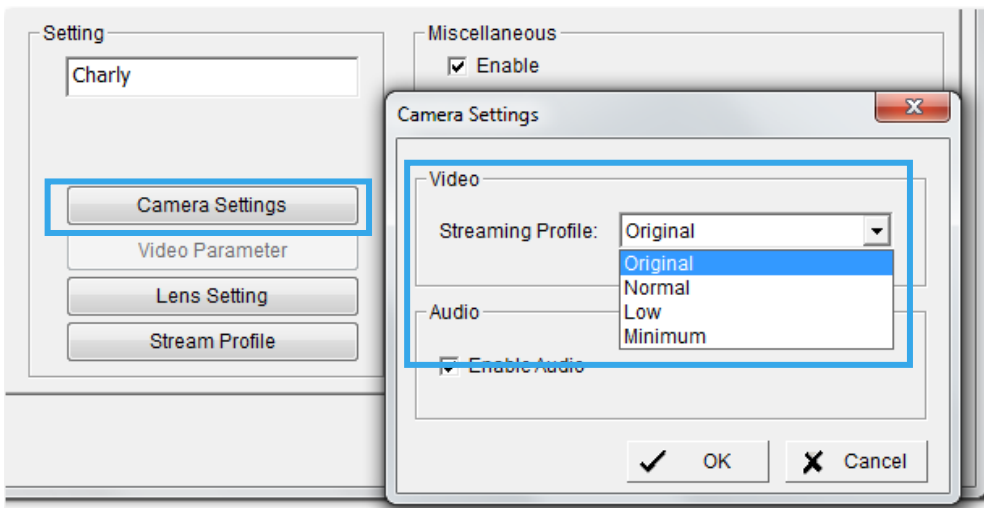 Setting
Charly
Camera Settings
Video Parameter
Lens Setting
Stream Profile
Miscellaneous
Enable
Camera Settings
Video
Streaming Profile: Original
Original
Normal
Low
Minimum
Audio
Enable Audio
OK
Cancel